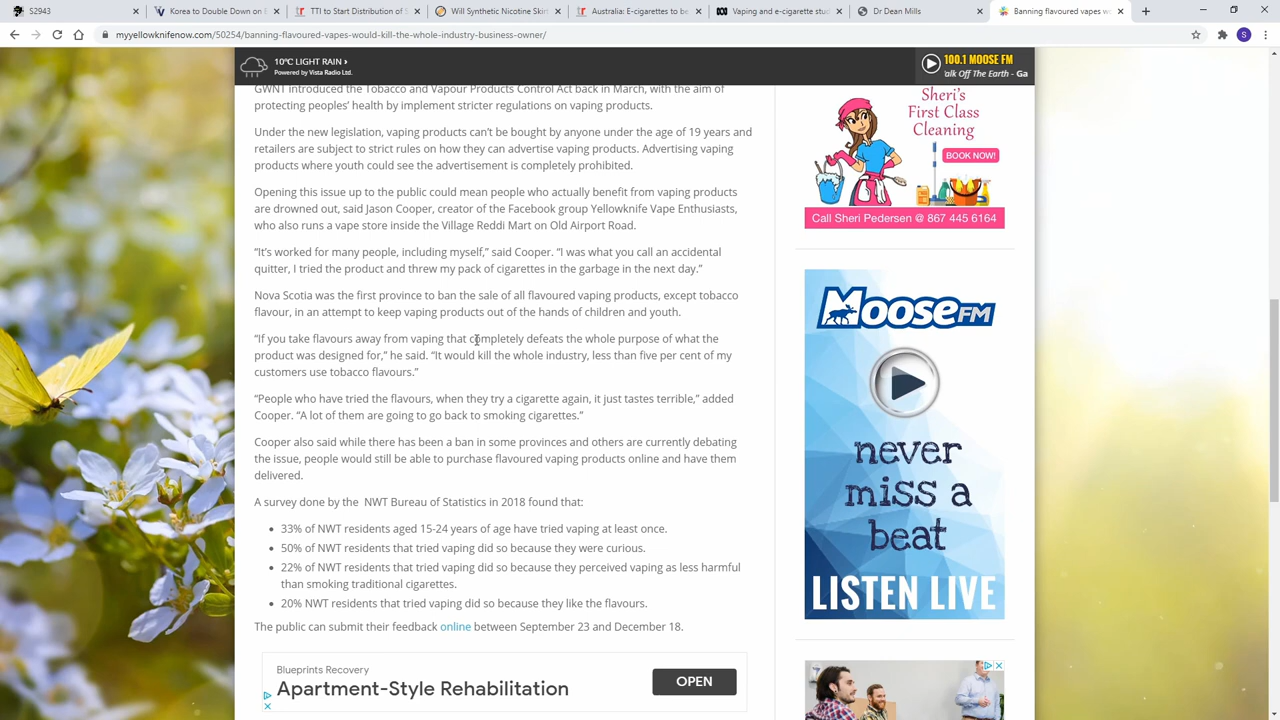 S2943
Korea to Double Down on E
TTI to Start Distribution of S
Will Synthetic Nicotine Skirt
Australia: E-cigarettes to be
Vaping and e-cigarette stud
Dr Dean Mills
Banning flavoured vapes wo
myyellowknifenow.com/50254/banning-flavoured-vapes-would-kill-the-whole-industry-business-owner/
S
10°C LIGHT RAIN ›
Powered by Vista Radio Ltd.
100.1 MOOSE FM
alk Off The Earth - Ga
GWNT introduced the Tobacco and Vapour Products Control Act back in March, with the aim of
protecting peoples’ health by implement stricter regulations on vaping products.
Under the new legislation, vaping products can’t be bought by anyone under the age of 19 years and
retailers are subject to strict rules on how they can advertise vaping products. Advertising vaping
products where youth could see the advertisement is completely prohibited.
Opening this issue up to the public could mean people who actually benefit from vaping products
are drowned out, said Jason Cooper, creator of the Facebook group Yellowknife Vape Enthusiasts,
who also runs a vape store inside the Village Reddi Mart on Old Airport Road.
“It’s worked for many people, including myself,” said Cooper. “I was what you call an accidental
quitter, I tried the product and threw my pack of cigarettes in the garbage in the next day.”
Nova Scotia was the first province to ban the sale of all flavoured vaping products, except tobacco
flavour, in an attempt to keep vaping products out of the hands of children and youth.
“If you take flavours away from vaping that completely defeats the whole purpose of what the
product was designed for,” he said. “It would kill the whole industry, less than five per cent of my
customers use tobacco flavours.”
“People who have tried the flavours, when they try a cigarette again, it just tastes terrible,” added
Cooper. “A lot of them are going to go back to smoking cigarettes.”
Cooper also said while there has been a ban in some provinces and others are currently debating
the issue, people would still be able to purchase flavoured vaping products online and have them
delivered.
A survey done by the NWT Bureau of Statistics in 2018 found that:
• 33% of NWT residents aged 15-24 years of age have tried vaping at least once.
• 50% of NWT residents that tried vaping did so because they were curious.
• 22% of NWT residents that tried vaping did so because they perceived vaping as less harmful
than smoking traditional cigarettes.
• 20% NWT residents that tried vaping did so because they like the flavours.
The public can submit their feedback online between September 23 and December 18.
Blueprints Recovery
Apartment-Style Rehabilitation
OPEN
Sheri's
First Class
Cleaning
BOOK NOW!
Call Sheri Pedersen @ 867 445 6164
MOOSE FM
never
miss a
beat
LISTEN LIVE